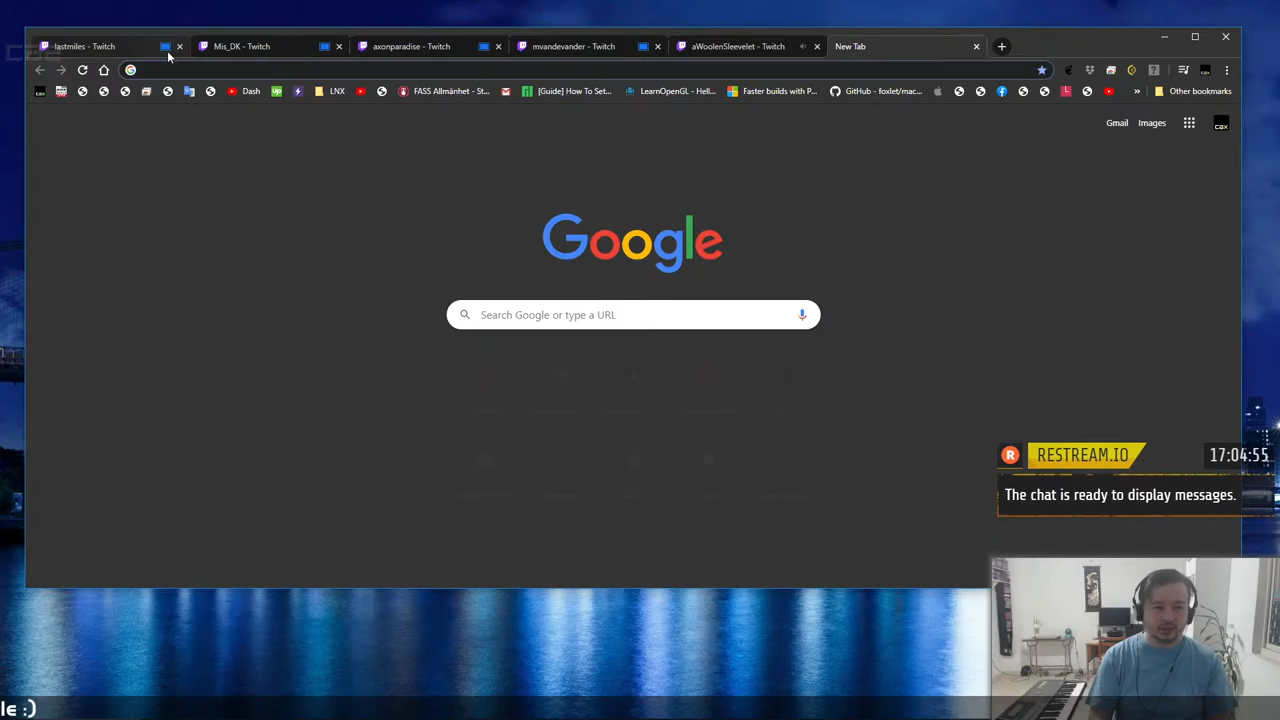 lastmiles - Twitch
Mis_DK - Twitch
axonparadise - Twitch
mvandevander - Twitch
aWoolenSleevelet - Twitch
New Tab
Dash
LNX
FASS Allmänhet - St...
[Guide] How To Set...
LearnOpenGL - Hell...
Faster builds with P...
GitHub - foxlet/mac...
Other bookmarks
Gmail
Images
cax
Google
Search Google or type a URL
R
RESTREAM.IO
17:04:55
The chat is ready to display messages.
le :)